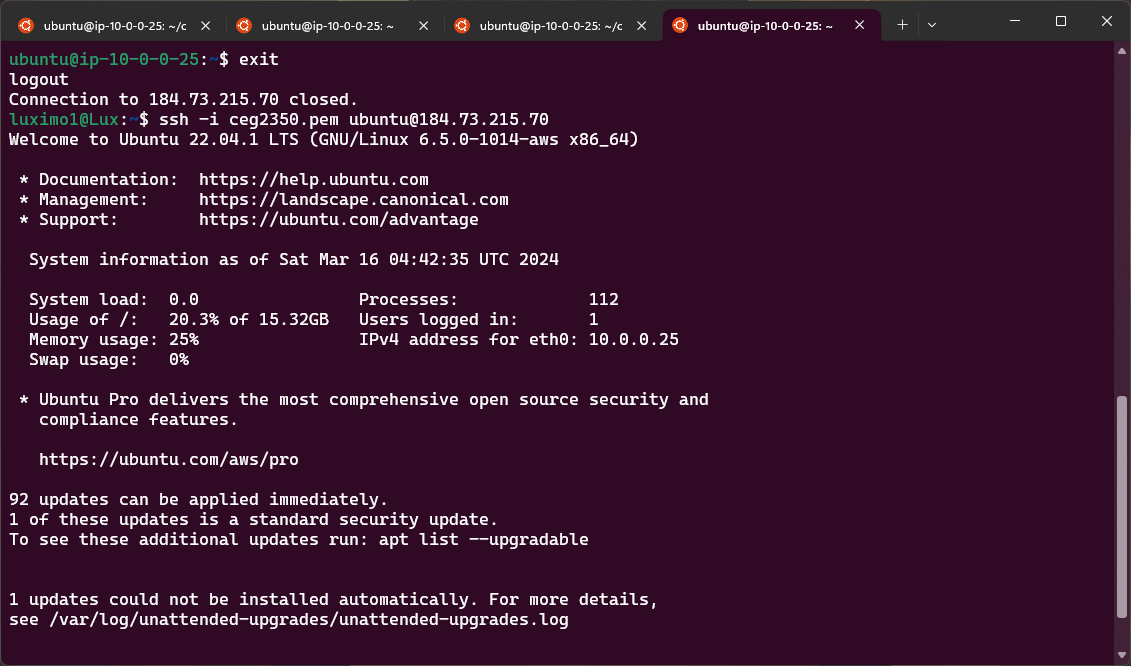 ubuntu@ip-10-0-0-25: ~/c
ubuntu@ip-10-0-0-25: ~
ubuntu@ip-10-0-0-25: ~/c
ubuntu@ip-10-0-0-25: ~
ubuntu@ip-10-0-0-25:~$ exit
logout
Connection to 184.73.215.70 closed.
luximo1@Lux:~$ ssh -i ceg2350.pem ubuntu@184.73.215.70
Welcome to Ubuntu 22.04.1 LTS (GNU/Linux 6.5.0-1014-aws x86_64)

 * Documentation:  https://help.ubuntu.com
 * Management:     https://landscape.canonical.com
 * Support:        https://ubuntu.com/advantage

  System information as of Sat Mar 16 04:42:35 UTC 2024

  System load:  0.0                Processes:             112
  Usage of /:   20.3% of 15.32GB   Users logged in:       1
  Memory usage: 25%                IPv4 address for eth0: 10.0.0.25
  Swap usage:   0%

 * Ubuntu Pro delivers the most comprehensive open source security and
   compliance features.

   https://ubuntu.com/aws/pro

92 updates can be applied immediately.
1 of these updates is a standard security update.
To see these additional updates run: apt list --upgradable

1 updates could not be installed automatically. For more details,
see /var/log/unattended-upgrades/unattended-upgrades.log